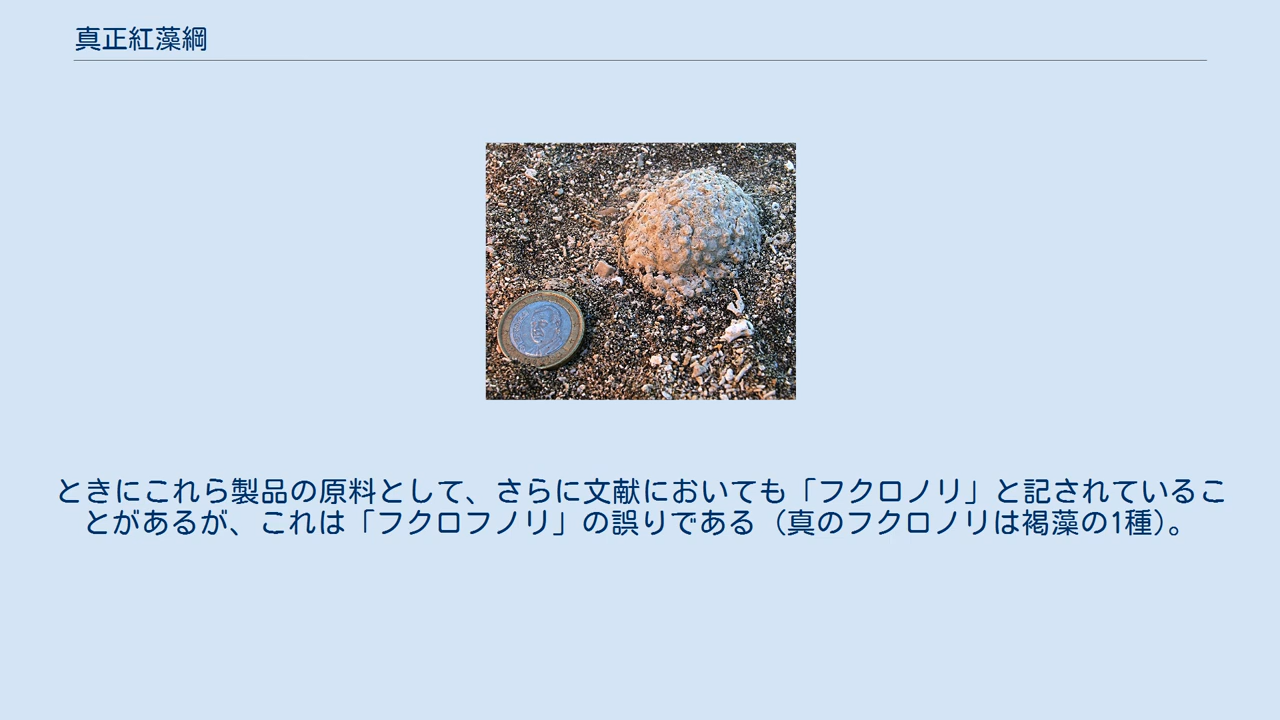 真正紅藻綱
ときにこれら製品の原料として、さらに文献においても「フクロノリ」と記されているこ
とがあるが、これは「フクロフノリ」の誤りである（真のフクロノリは褐藻の1種）。